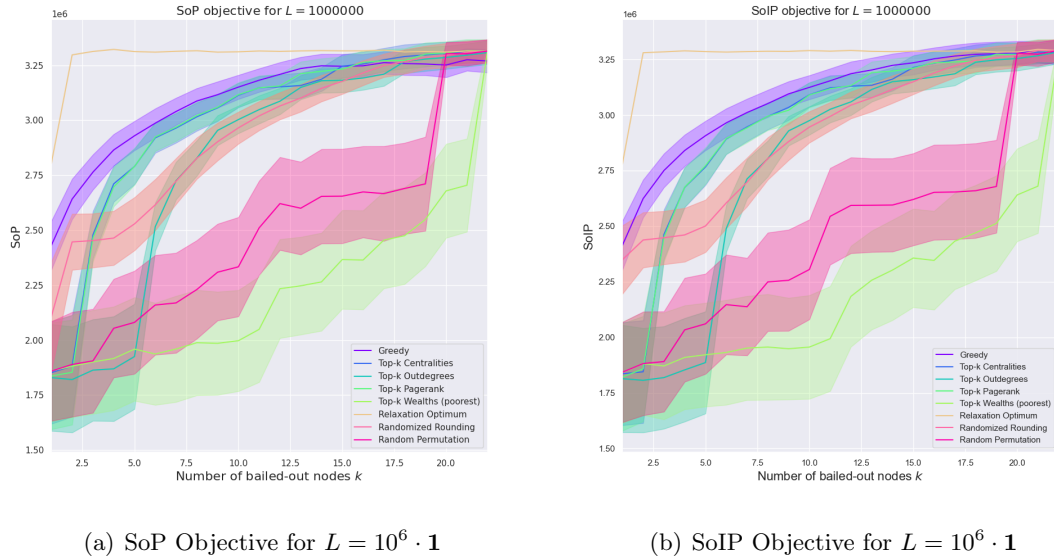 SoP objective for L = 1000000
1e6
3.25
3.00
2.75
2.50
2.25
2.00
1.75
1.50
SoP
2.5 5.0 7.5 10.0 12.5 15.0 17.5 20.0
Number of bailed-out nodes k
Greedy
Top-k Centralities
Top-k Outdegrees
Top-k Pagerank
Top-k Wealths (poorest)
Relaxation Optimum
Randomized Rounding
Random Permutation
(a) SoP Objective for L = 10⁶ · 1
SoIP Objective for L = 1000000
1e6
3.25
3.00
2.75
2.50
2.25
2.00
1.75
1.50
SoIP
2.5 5.0 7.5 10.0 12.5 15.0 17.5 20.0
Number of bailed-out nodes k
Greedy
Top-k Centralities
Top-k Outdegrees
Top-k Pagerank
Top-k Wealths (poorest)
Relaxation Optimum
Randomized Rounding
Random Permutation
(b) SoIP Objective for L = 10⁶ · 1